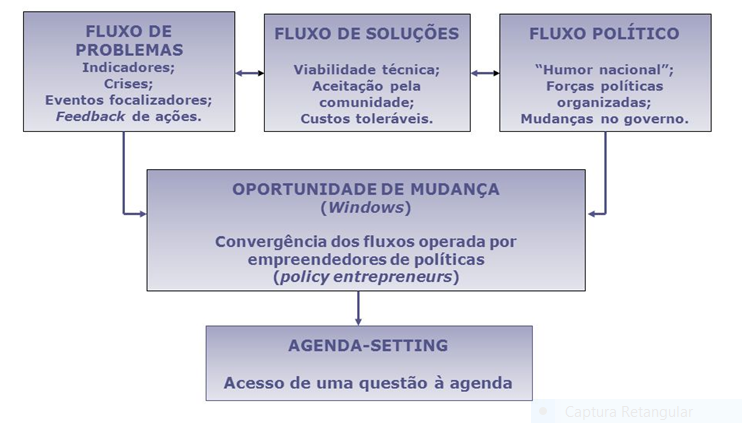 FLUXO DE
PROBLEMAS
Indicadores;
Crises;
Eventos focalizadores;
Feedback de ações.
FLUXO DE SOLUÇÕES
Viabilidade técnica;
Aceitação pela
comunidade;
Custos toleráveis.
FLUXO POLÍTICO
“Humor nacional”;
Forças políticas
organizadas;
Mudanças no governo.
OPORTUNIDADE DE MUDANÇA
(Windows)
Convergência dos fluxos operada por
empreendedores de políticas
(policy entrepreneurs)
AGENDA-SETTING
Acesso de uma questão à agenda
Captura Retangular